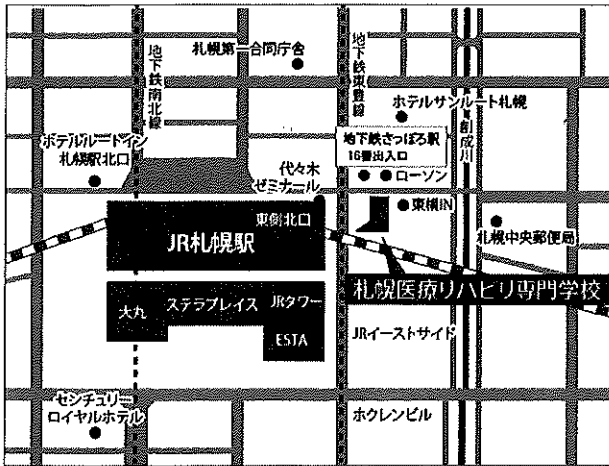 札幌第一合同庁舎
地下鉄南北線
地下鉄東豊線
ホテルサンルート札幌
創成川
ホテルルートイン
札幌駅北口
地下鉄さっぽろ駅
16番出入口
代々木
ゼミナール
ローソン
東横IN
東側北口
JR札幌駅
札幌中央郵便局
札幌医療リハビリ専門学校
大丸
ステラプレイス
JRタワー
ESTA
JRイーストサイド
センチュリー
ロイヤルホテル
ホクレンビル